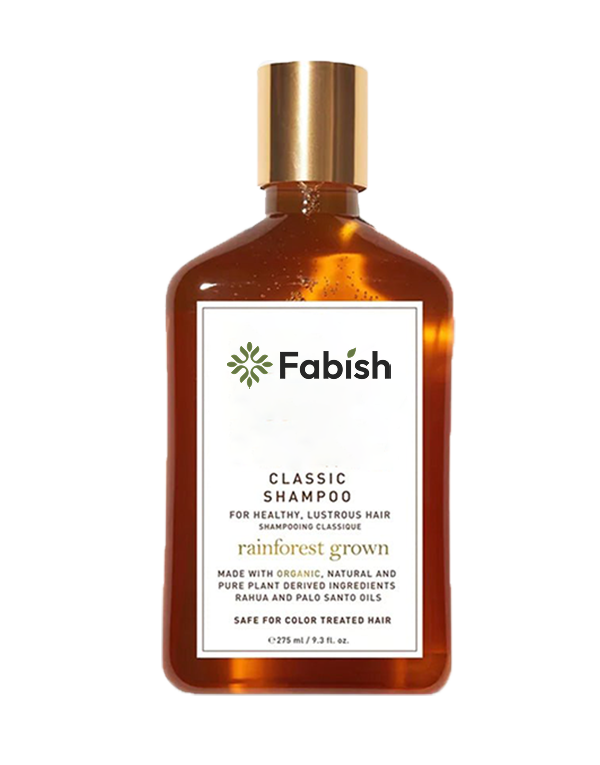 Fabish
CLASSIC
SHAMPOO
FOR HEALTHY, LUSTROUS HAIR
SHAMPOOING CLASSIQUE
rainforest grown
MADE WITH ORGANIC, NATURAL AND
PURE PLANT DERIVED INGREDIENTS
RAHUA AND PALO SANTO OILS
SAFE FOR COLOR TREATED HAIR
℮275 ml / 9.3 fl. oz.